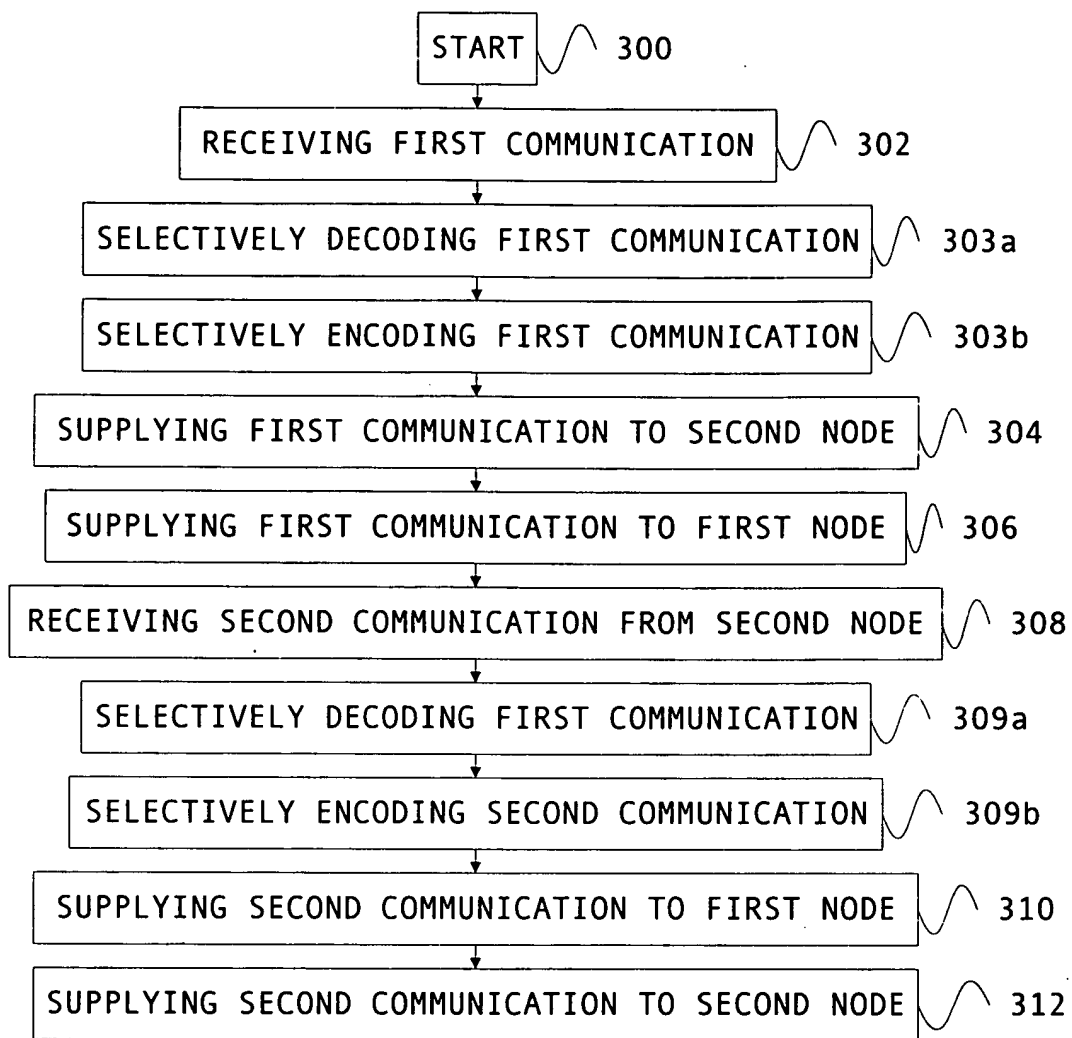 START 300
RECEIVING FIRST COMMUNICATION 302
SELECTIVELY DECODING FIRST COMMUNICATION 303a
SELECTIVELY ENCODING FIRST COMMUNICATION 303b
SUPPLYING FIRST COMMUNICATION TO SECOND NODE 304
SUPPLYING FIRST COMMUNICATION TO FIRST NODE 306
RECEIVING SECOND COMMUNICATION FROM SECOND NODE 308
SELECTIVELY DECODING FIRST COMMUNICATION 309a
SELECTIVELY ENCODING SECOND COMMUNICATION 309b
SUPPLYING SECOND COMMUNICATION TO FIRST NODE 310
SUPPLYING SECOND COMMUNICATION TO SECOND NODE 312